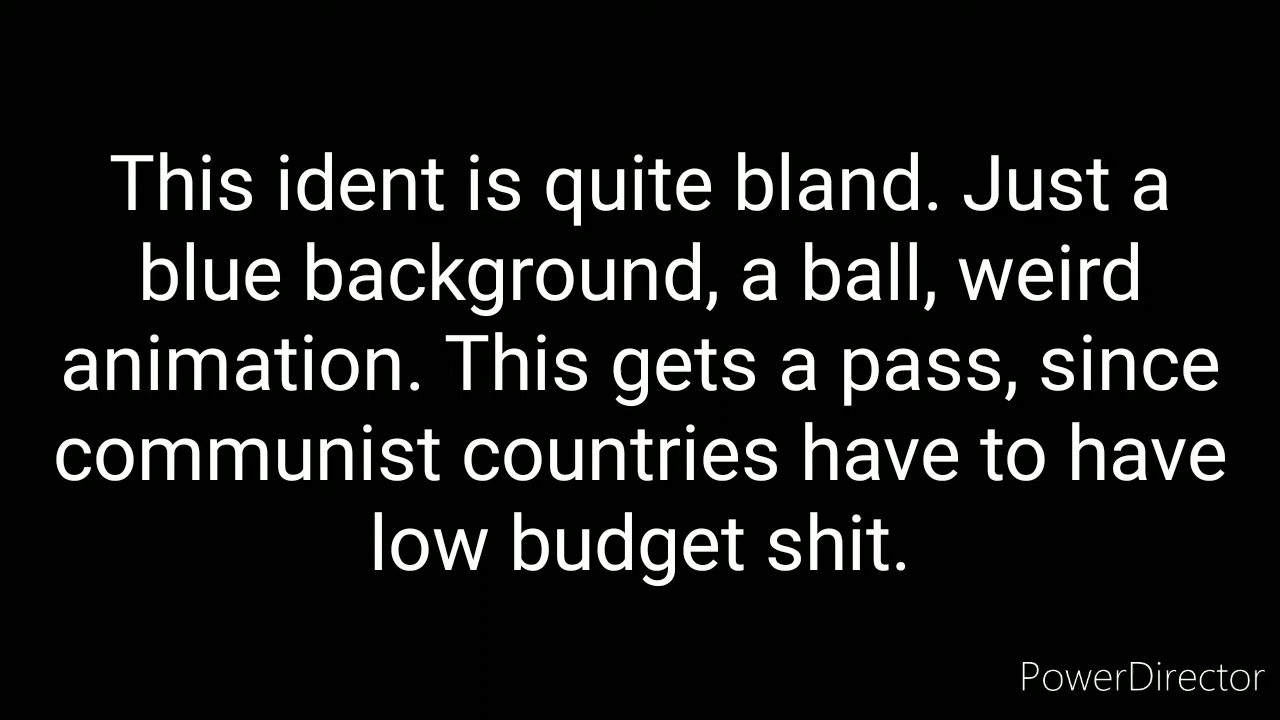 This ident is quite bland. Just a
blue background, a ball, weird
animation. This gets a pass, since
communist countries have to have
low budget shit.
PowerDirector